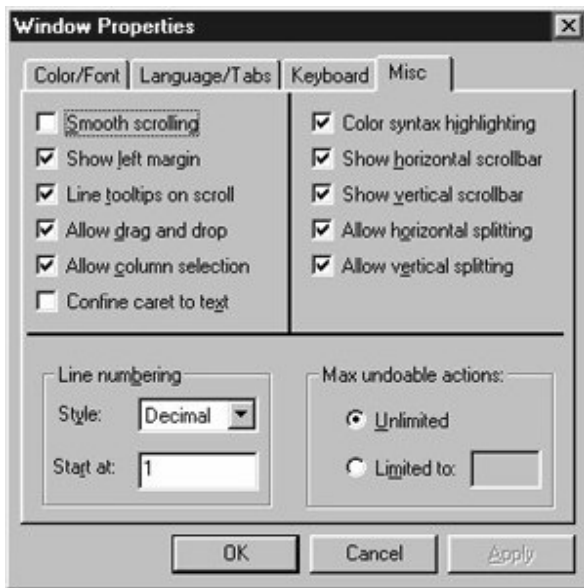 Window Properties
Color/Font
Language/Tabs
Keyboard
Misc
Smooth scrolling
Show left margin
Line tooltips on scroll
Allow drag and drop
Allow column selection
Confine caret to text
Color syntax highlighting
Show horizontal scrollbar
Show vertical scrollbar
Allow horizontal splitting
Allow vertical splitting
Line numbering
Style: Decimal
Start at: 1
Max undoable actions:
Unlimited
Limited to:
OK
Cancel
Apply